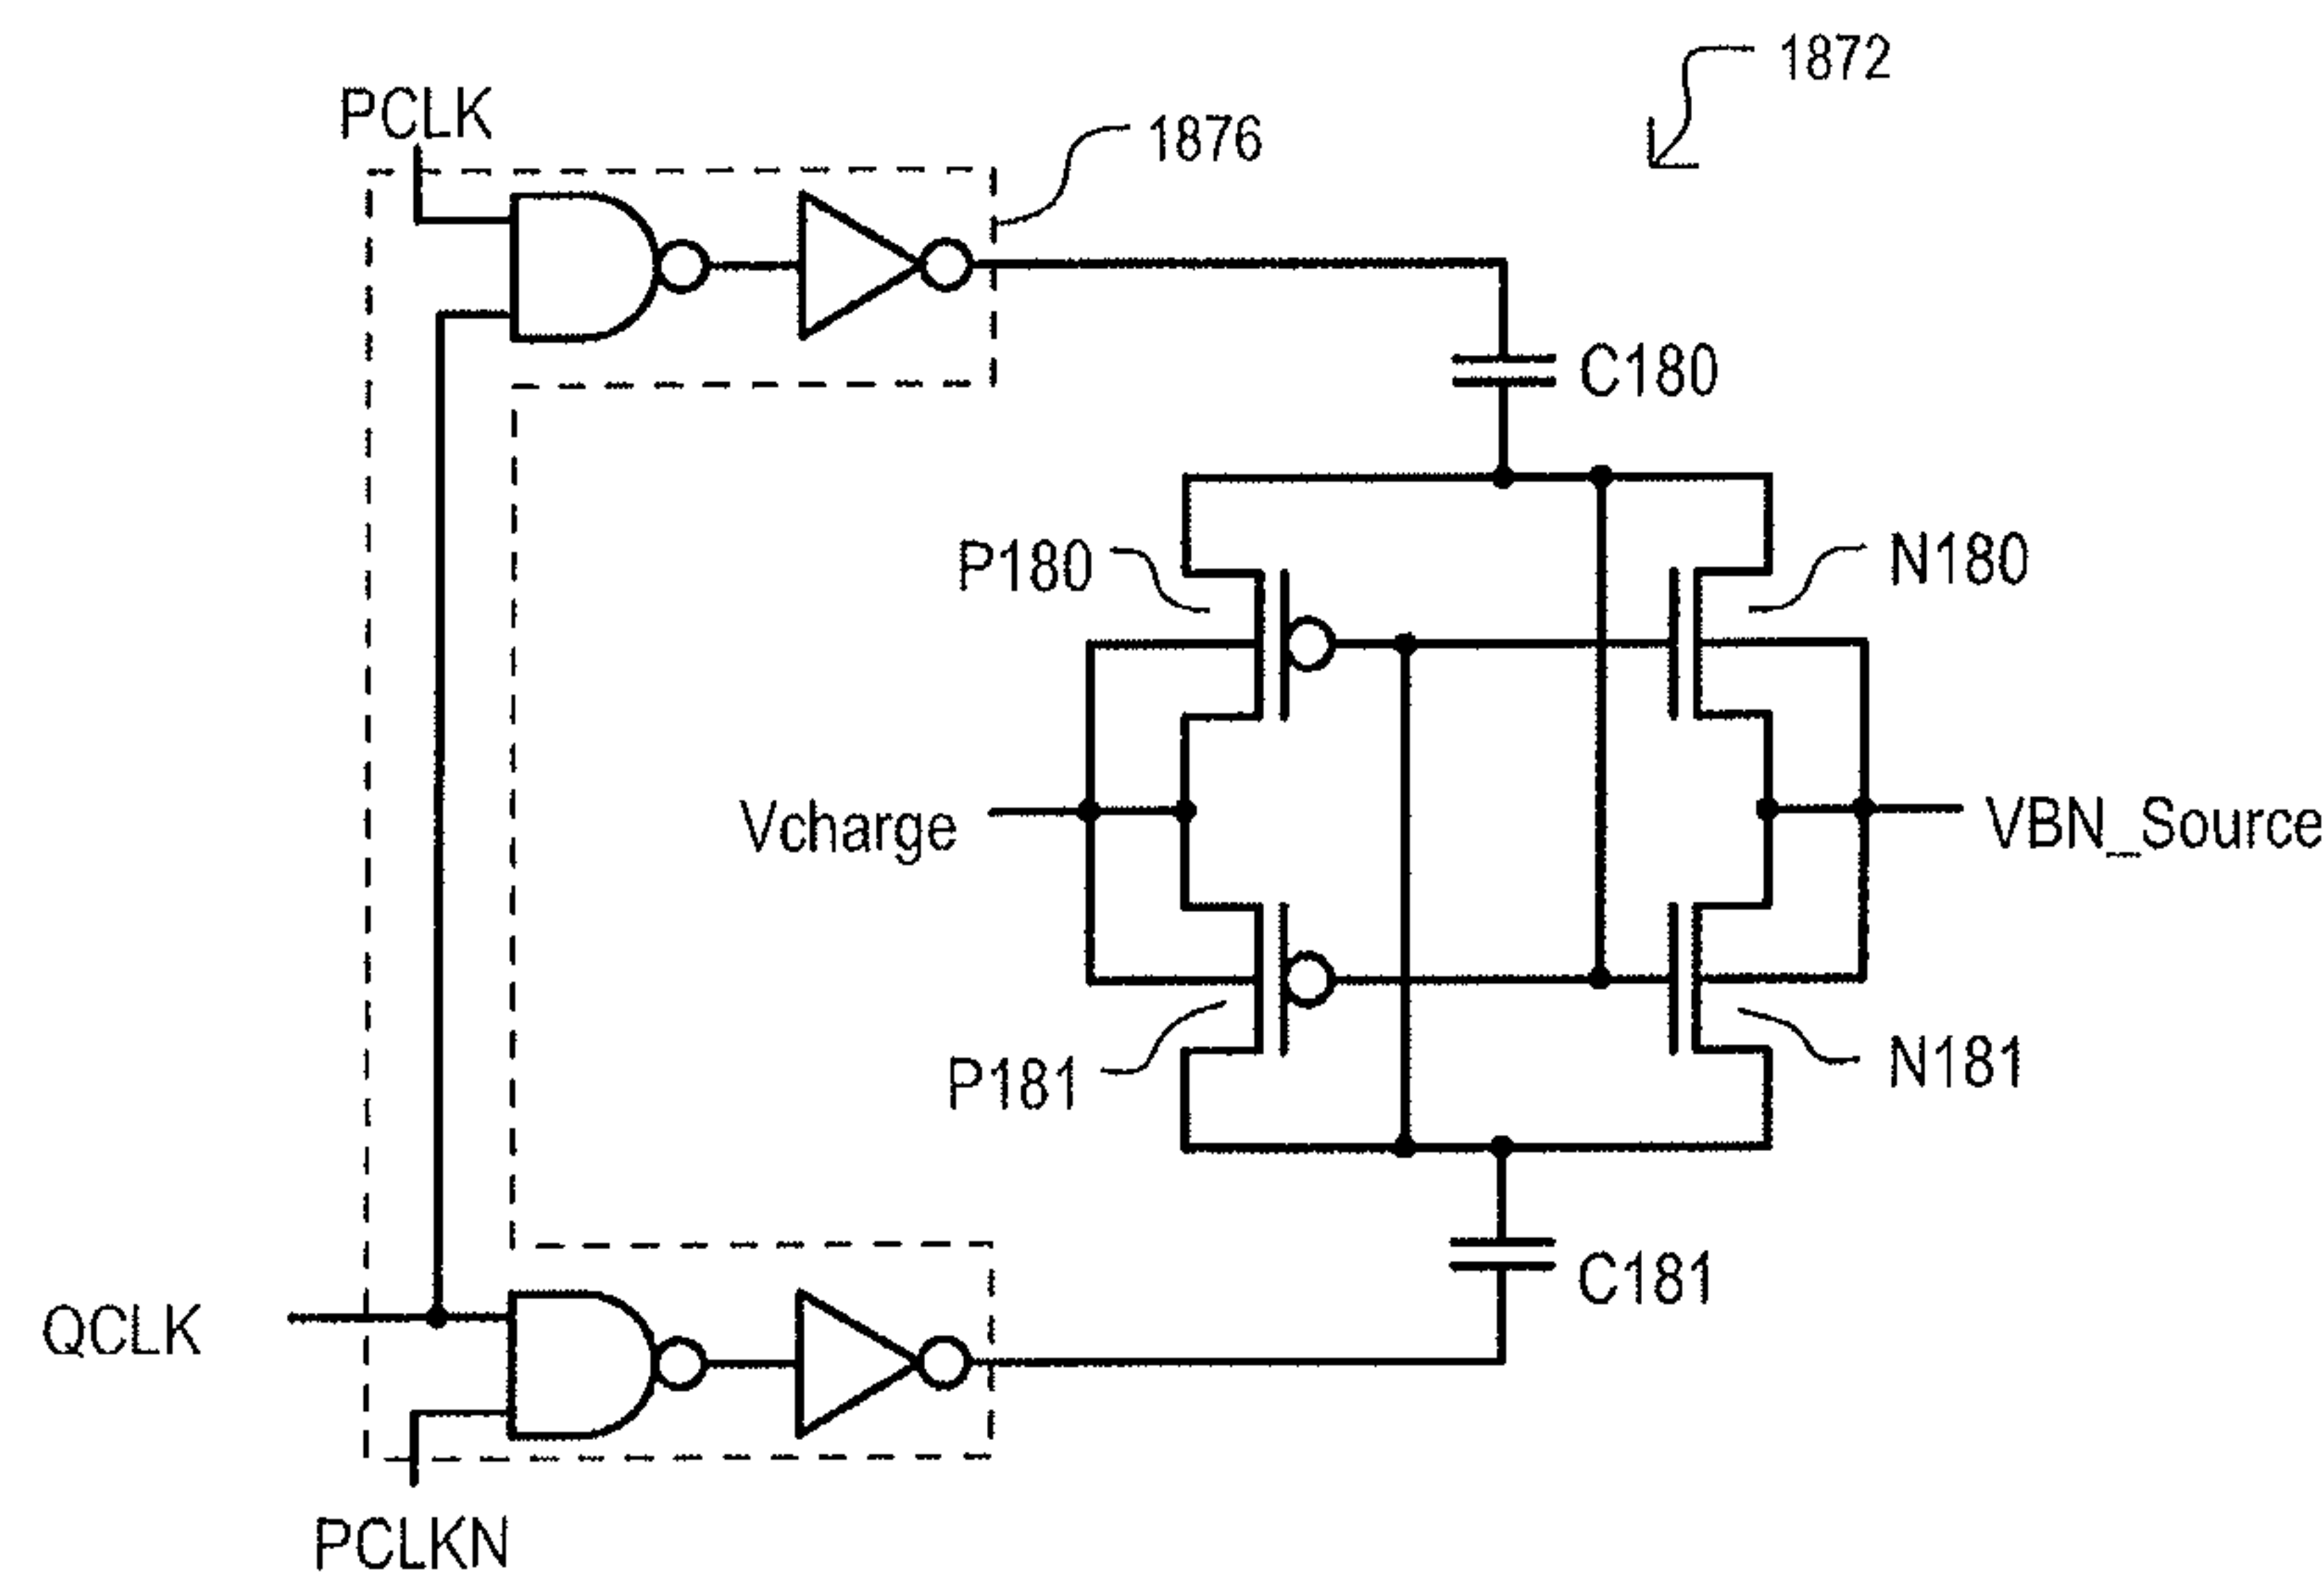 1872
PCLK
1876
C180
P180
N180
Vcharge
VBN_Source
P181
N181
C181
QCLK
PCLKN